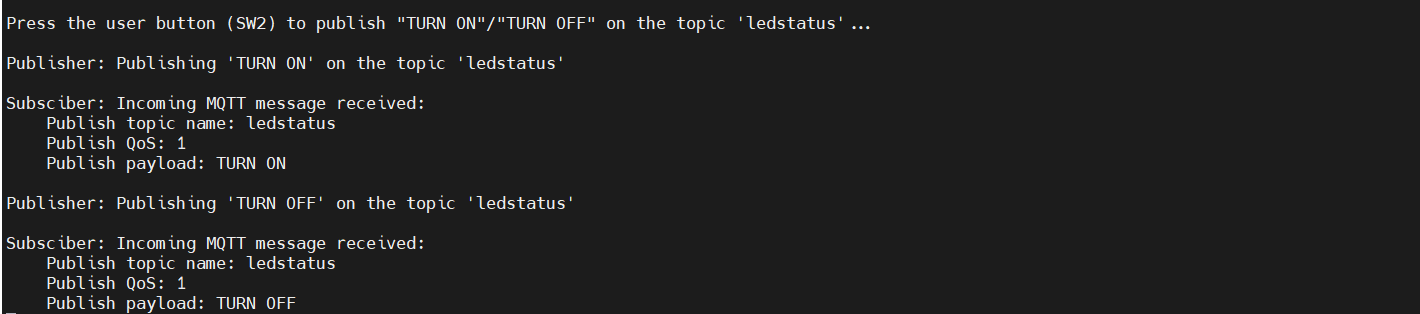 Press the user button (SW2) to publish "TURN ON"/"TURN OFF" on the topic 'ledstatus'...
Publisher: Publishing 'TURN ON' on the topic 'ledstatus'
Subsciber: Incoming MQTT message received:
Publish topic name: ledstatus
Publish QoS: 1
Publish payload: TURN ON
Publisher: Publishing 'TURN OFF' on the topic 'ledstatus'
Subsciber: Incoming MQTT message received:
Publish topic name: ledstatus
Publish QoS: 1
Publish payload: TURN OFF